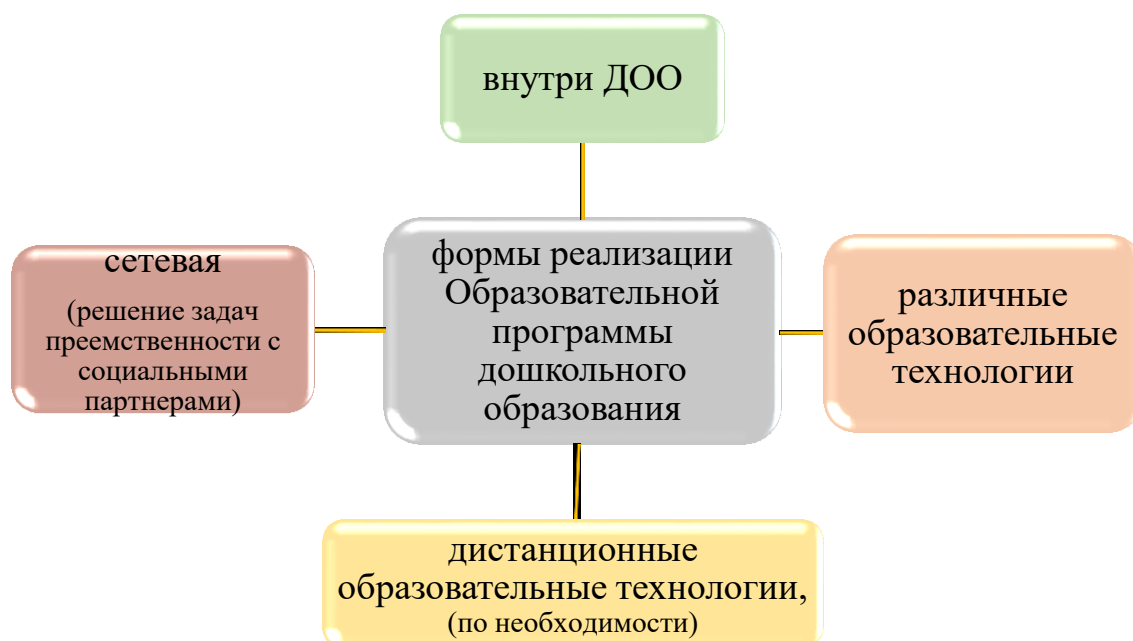 внутри ДОО
сетевая
(решение задач
преемственности с
социальными
партнерами)
формы реализации
Образовательной
программы
дошкольного
образования
различные
образовательные
технологии
дистанционные
образовательные технологии,
(по необходимости)